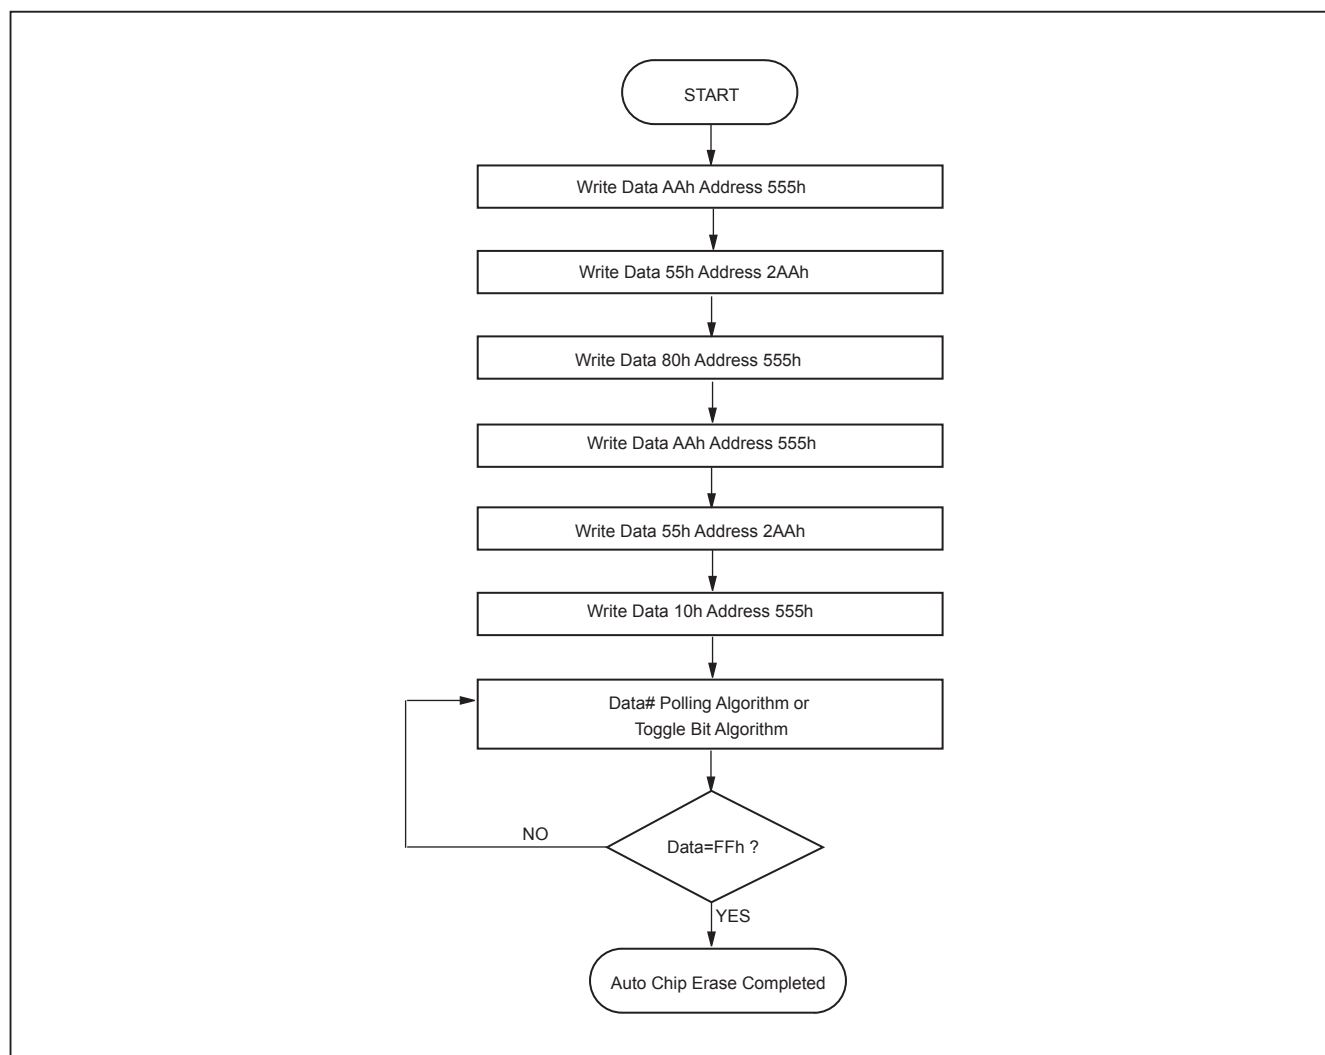 START
Write Data AAh Address 555h
Write Data 55h Address 2AAh
Write Data 80h Address 555h
Write Data AAh Address 555h
Write Data 55h Address 2AAh
Write Data 10h Address 555h
Data# Polling Algorithm or
Toggle Bit Algorithm
NO
Data=FFh ?
YES
Auto Chip Erase Completed